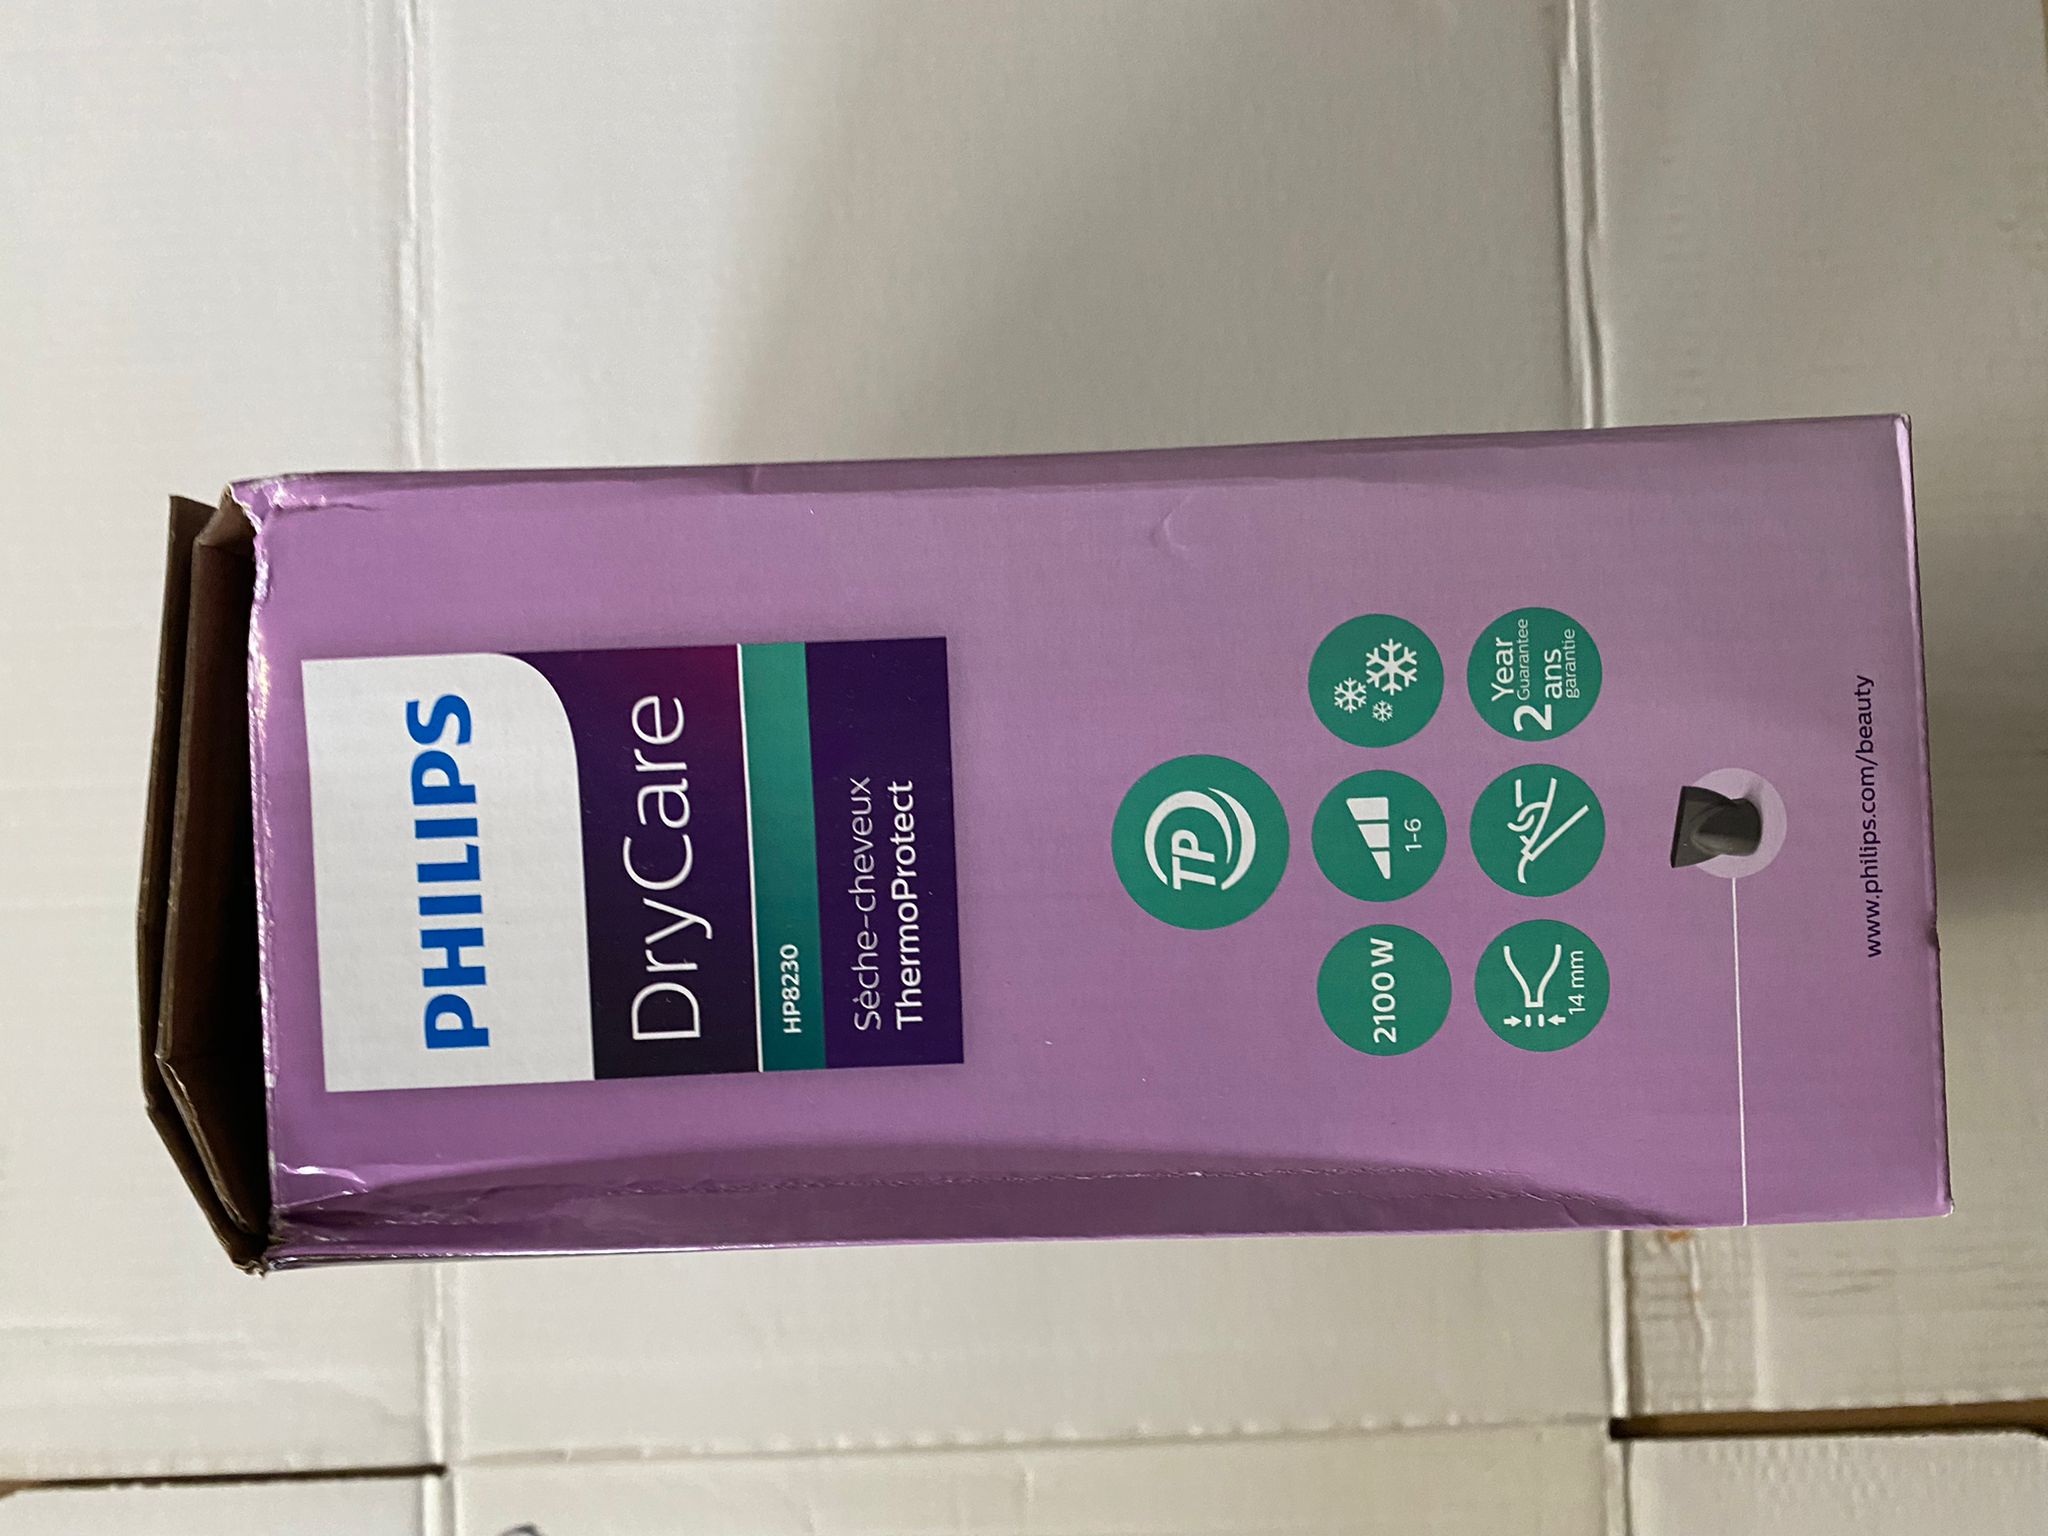 PHILIPS
DryCare
HP8230
Sèche-cheveux
ThermoProtect
TP
2100W
1-6
14 mm
2 Year
Guarantee
ans
garantie
www.philips.com/beauty